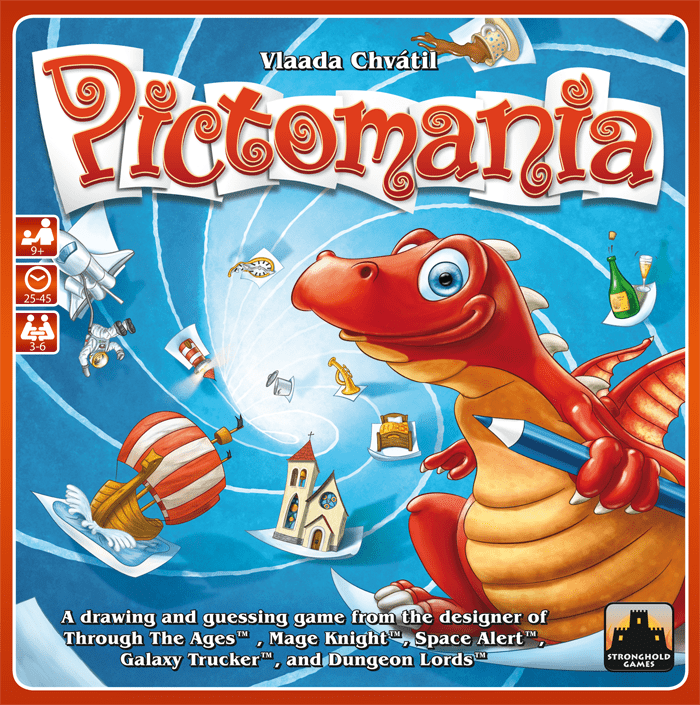 Vlaada Chvátil
Pictomania
9+
25-45
3-6
A drawing and guessing game from the designer of
Through The Ages™ , Mage Knight™, Space Alert™,
Galaxy Trucker™, and Dungeon Lords™
STRONGHOLD
GAMES